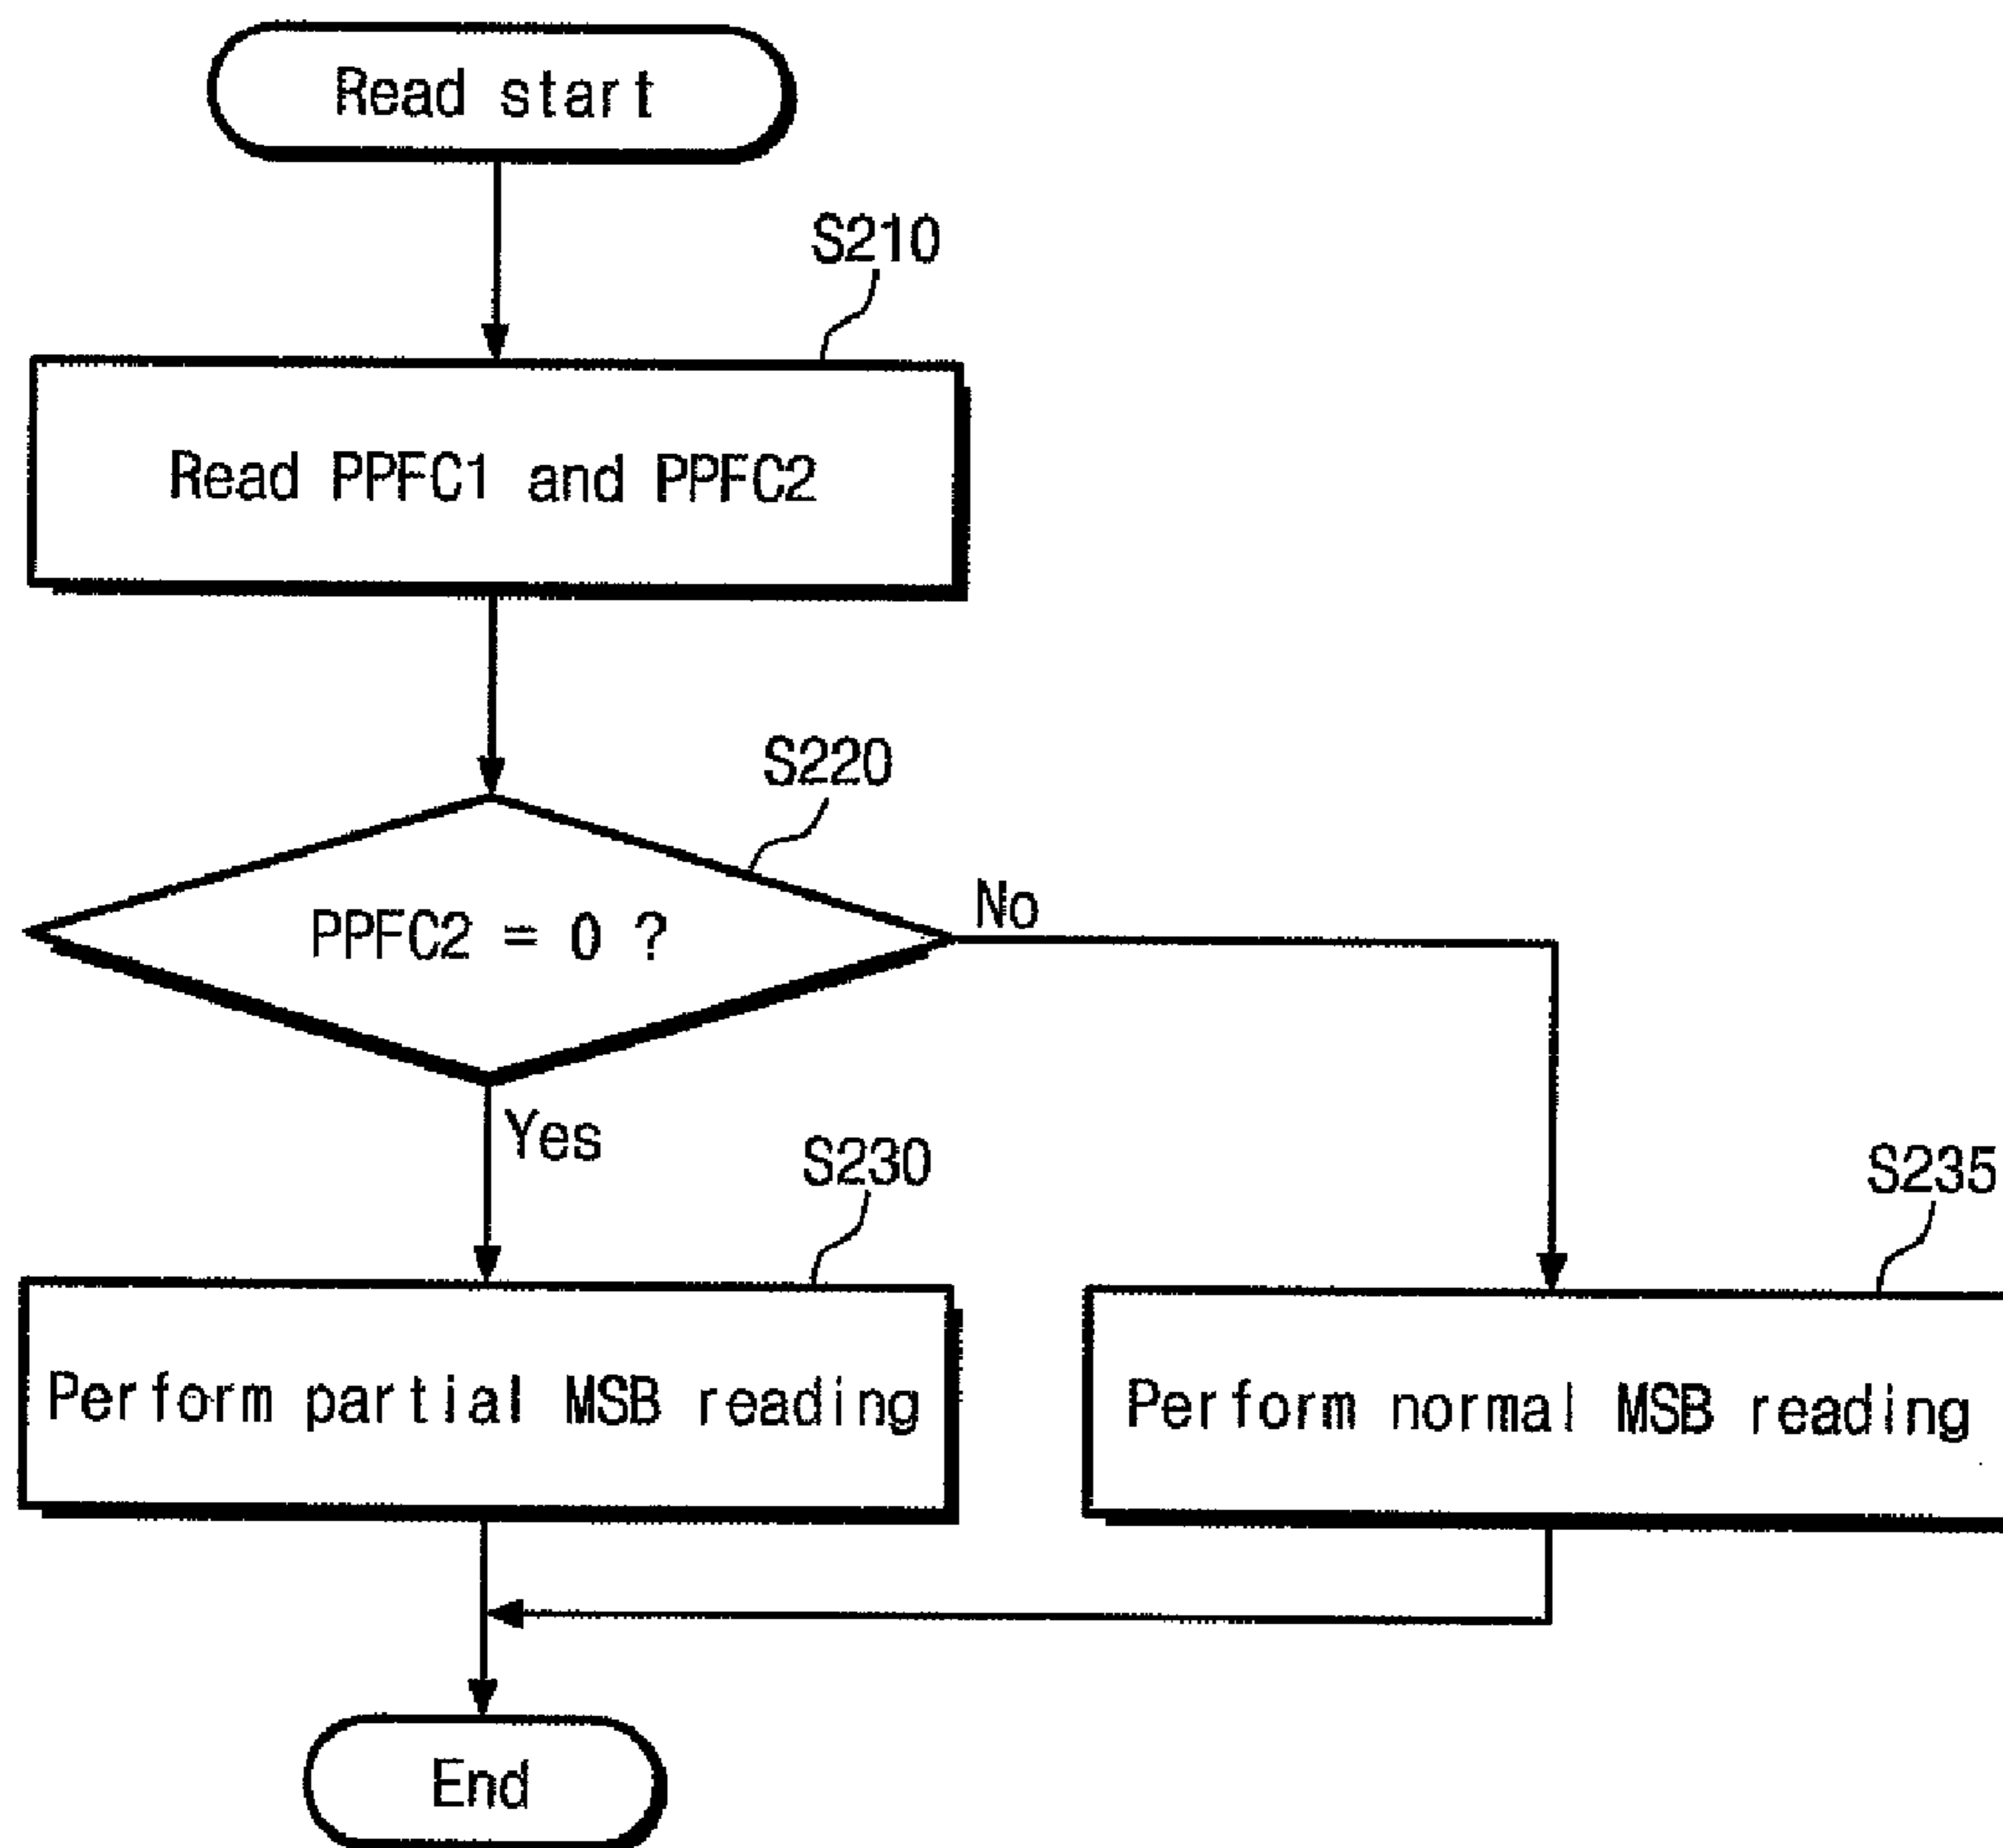 Read start
S210
Read PPFC1 and PPFC2
S220
PPFC2 = 0 ?
No
Yes
S230
S235
Perform partial MSB reading
Perform normal MSB reading
End